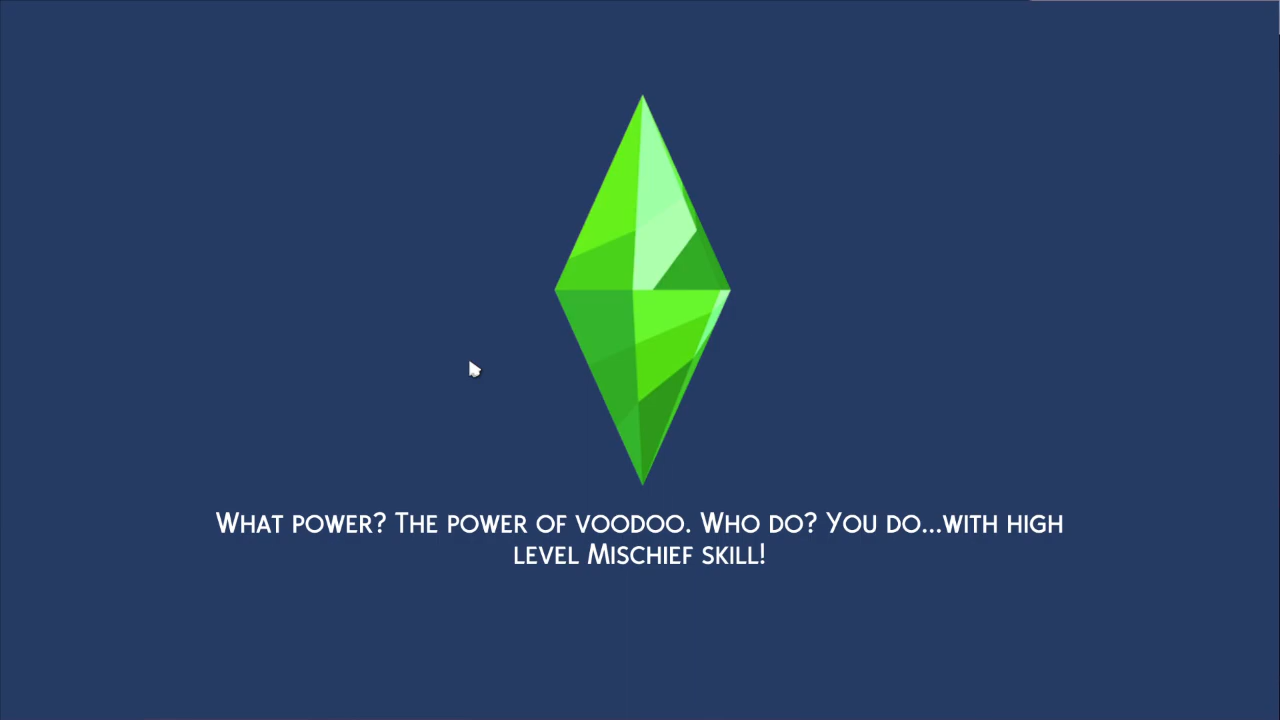 What power? The power of voodoo. Who do? You do...with high
level Mischief skill!